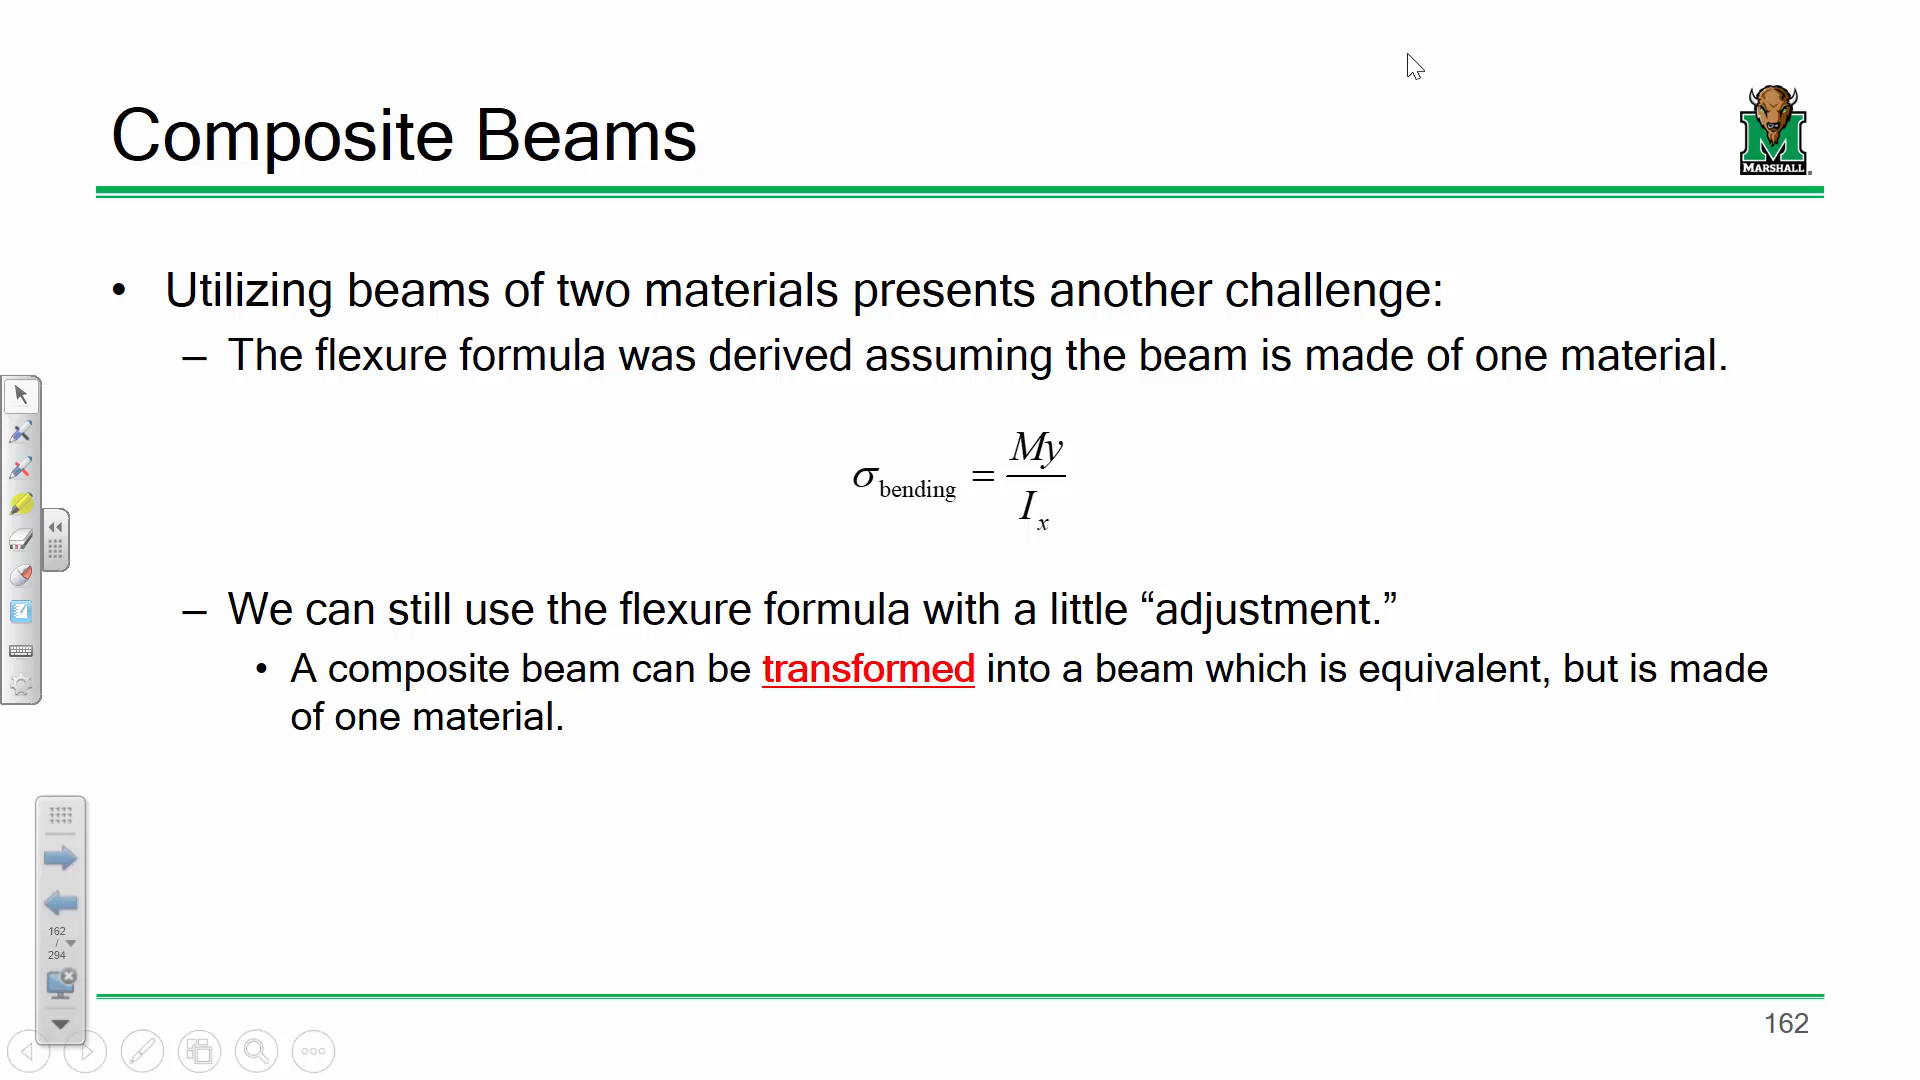 Composite Beams
MARSHALL
• Utilizing beams of two materials presents another challenge:
– The flexure formula was derived assuming the beam is made of one material.
σ_bending = My / I_x
– We can still use the flexure formula with a little “adjustment.”
• A composite beam can be transformed into a beam which is equivalent, but is made
of one material.
162
/
294
162